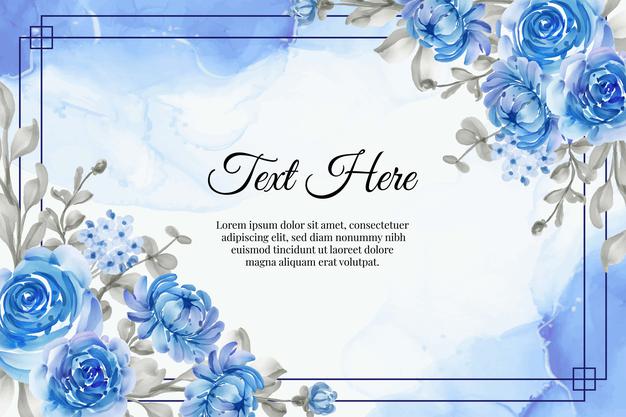 Text Here
Lorem ipsum dolor sit amet, consectetuer
adipiscing elit, sed diam nonummy nibh
euismod tincidunt ut laoreet dolore
magna aliquam erat volutpat.